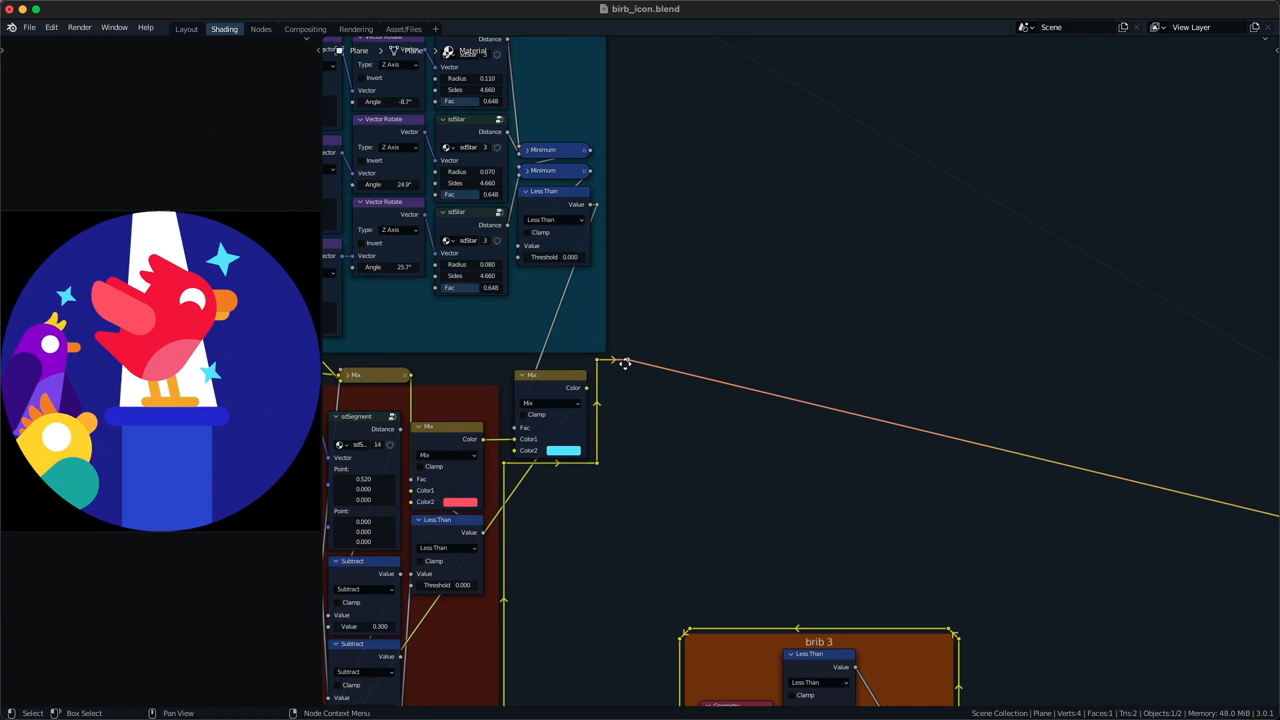 birb_icon.blend
File Edit Render Window Help Layout Shading Nodes Compositing Rendering Asset/Files + Scene View Layer
Plane > Plane > Material
Vector Rotate
Type: Z Axis
Invert
Vector
Angle -8.7°
Distance
sdStar 3
Vector
Radius 0.110
Sides 4.660
Fac 0.648
Vector Rotate
Vector
Type: Z Axis
Invert
Vector
Angle 24.9°
sdStar
Distance
sdStar 3
Vector
Radius 0.070
Sides 4.660
Fac 0.648
Vector Rotate
Vector
Type: Z Axis
Invert
Vector
Angle 25.7°
sdStar
Distance
sdStar 3
Vector
Radius 0.080
Sides 4.660
Fac 0.648
Minimum
Minimum
Less Than
Value
Less Than
Clamp
Value
Threshold 0.000
Mix
sdSegment
Distance
sdS... 14
Vector
Point:
0.520
0.000
0.000
Point:
0.000
0.000
0.000
Subtract
Value
Subtract
Clamp
Value
Value 0.300
Subtract
Value
Subtract
Clamp
Value
Mix
Color
Mix
Clamp
Fac
Color1
Color2
Less Than
Value
Less Than
Clamp
Value
Threshold 0.000
Mix
Color
Mix
Clamp
Fac
Color1
Color2
brib 3
Less Than
Value
Less Than
Clamp
Geometry
Select Box Select Pan View Node Context Menu Scene Collection | Plane | Verts:4 | Faces:1 | Tris:2 | Objects:1/2 | Memory: 48.0 MiB | 3.0.1